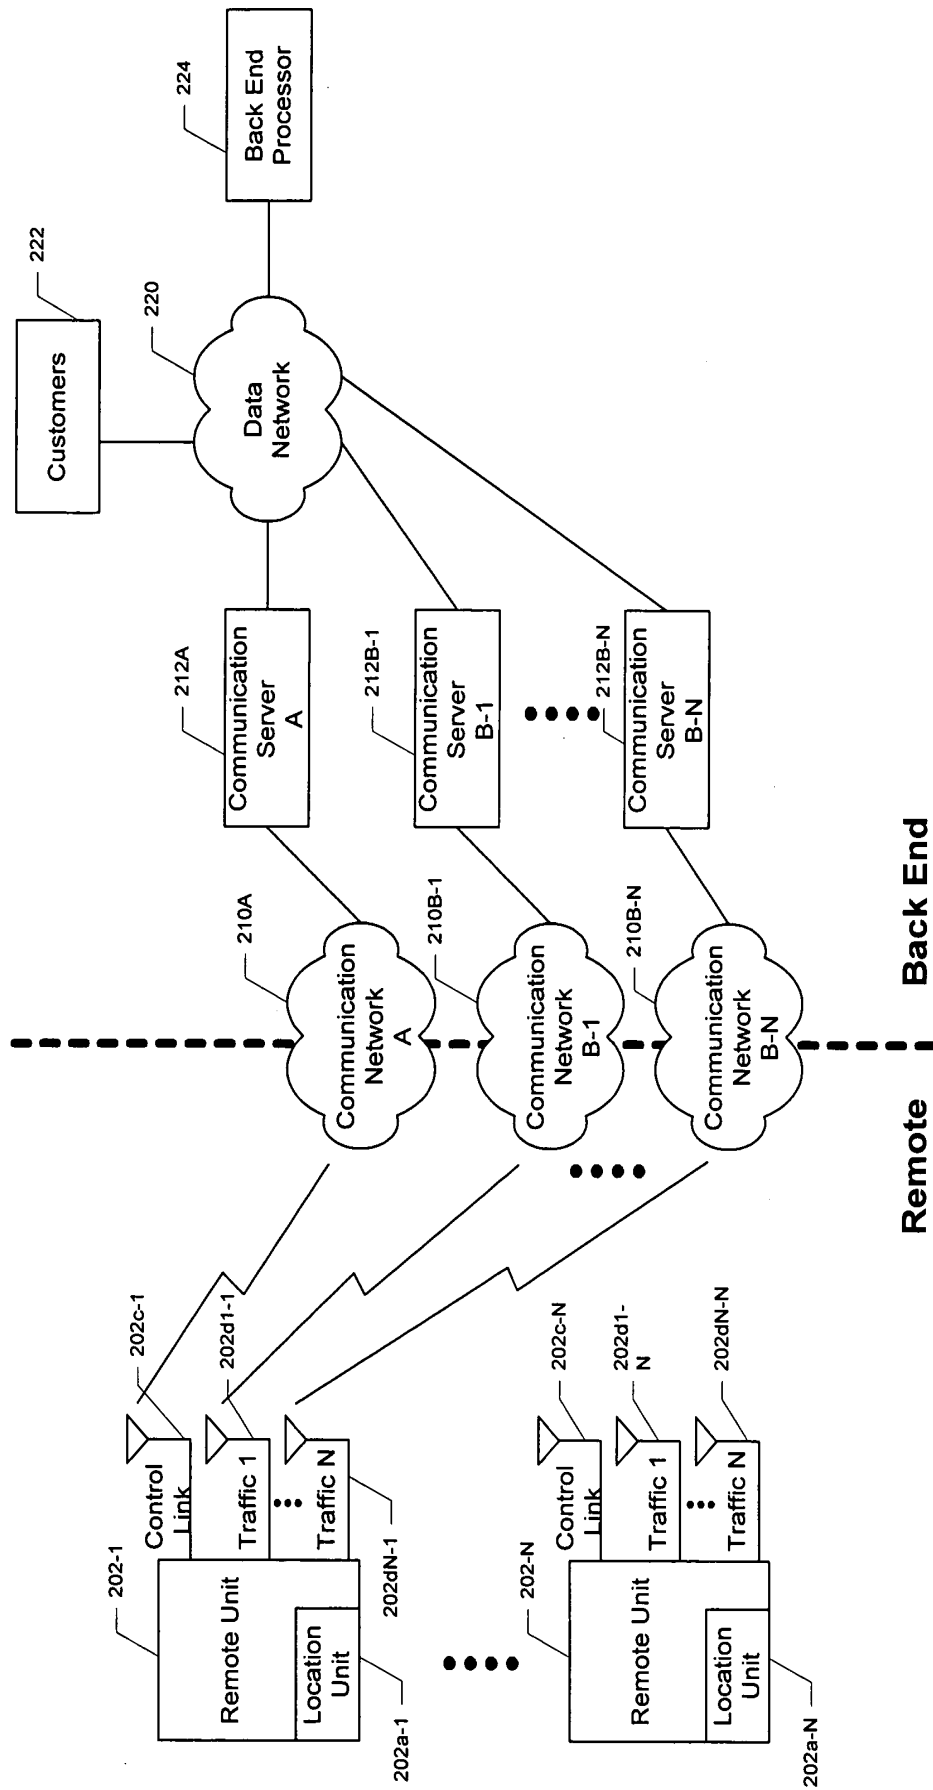 222
Customers
220
Data
Network
224
Back End
Processor
212A
Communication
Server
A
212B-1
Communication
Server
B-1
212B-N
Communication
Server
B-N
210A
Communication
Network
A
210B-1
Communication
Network
B-1
210B-N
Communication
Network
B-N
202-1
Remote Unit
Location
Unit
202a-1
Control
Link
202c-1
Traffic 1
202d1-1
Traffic N
202dN-1
202-N
Remote Unit
Location
Unit
202a-N
Control
Link
202c-N
Traffic 1
202d1-
N
Traffic N
202dN-N
Remote
Back End